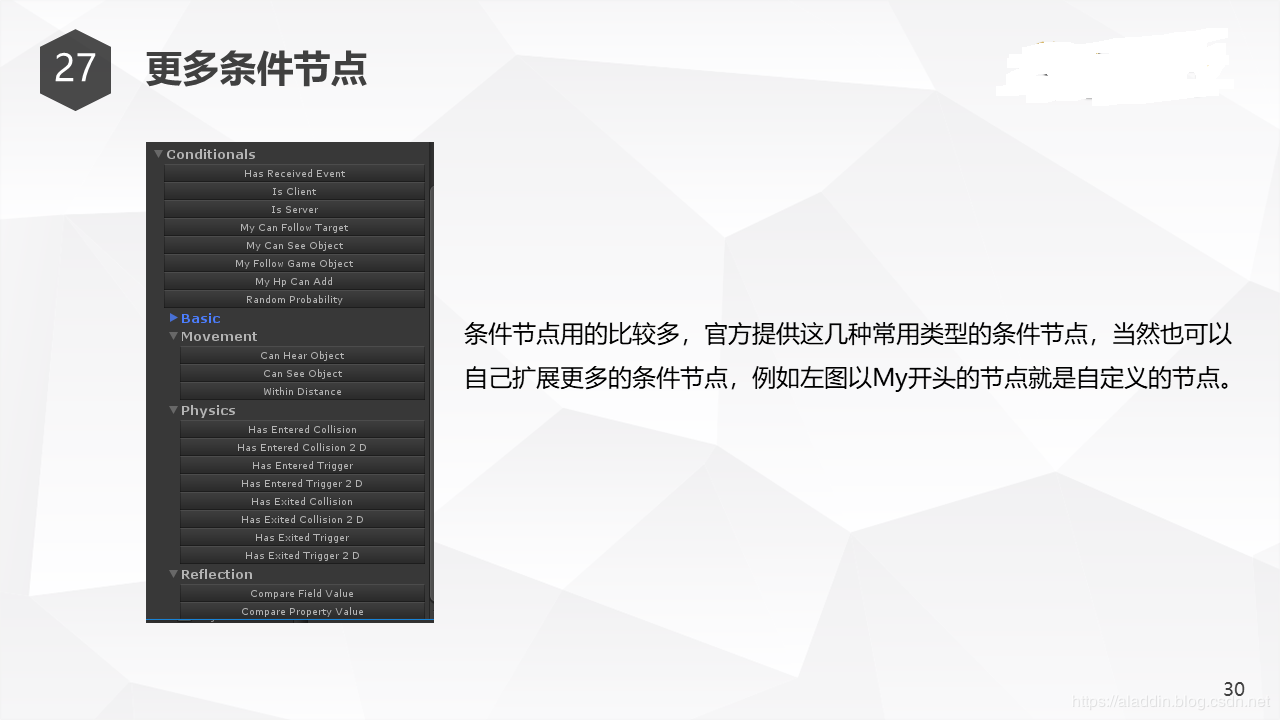 27
更多条件节点
Conditionals
Has Received Event
Is Client
Is Server
My Can Follow Target
My Can See Object
My Follow Game Object
My Hp Can Add
Random Probability
Basic
Movement
Can Hear Object
Can See Object
Within Distance
Physics
Has Entered Collision
Has Entered Collision 2 D
Has Entered Trigger
Has Entered Trigger 2 D
Has Exited Collision
Has Exited Collision 2 D
Has Exited Trigger
Has Exited Trigger 2 D
Reflection
Compare Field Value
Compare Property Value
条件节点用的比较多，官方提供这几种常用类型的条件节点，当然也可以
自己扩展更多的条件节点，例如左图以My开头的节点就是自定义的节点。
30
https://aladdin.blog.csdn.net